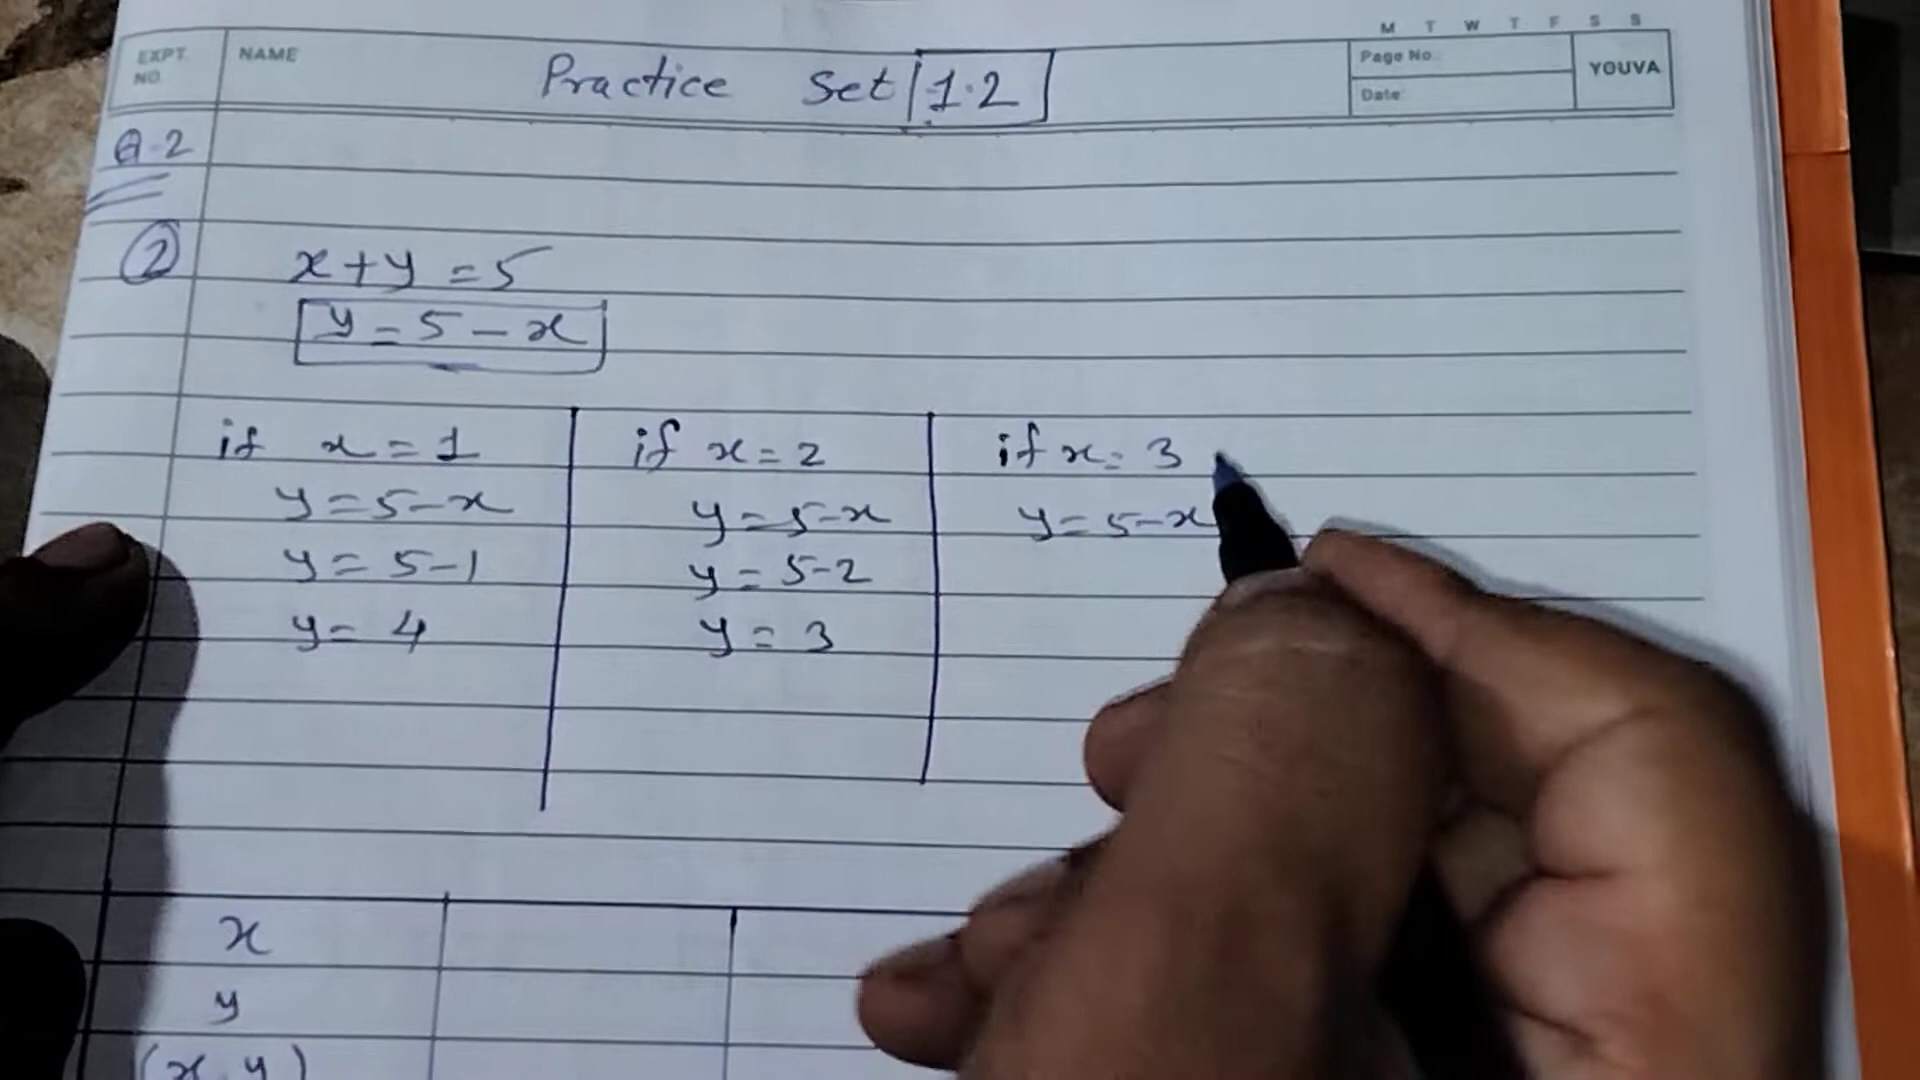 M T W T F S S
EXPT. NO. NAME Practice Set 1.2 Page No. Date: YOUVA
Q.2
② x+y=5
y=5-x
if x=1 if x=2 if x=3
y=5-x y=5-x y=5-x
y=5-1 y=5-2
y=4 y=3
x
y
(x, y)